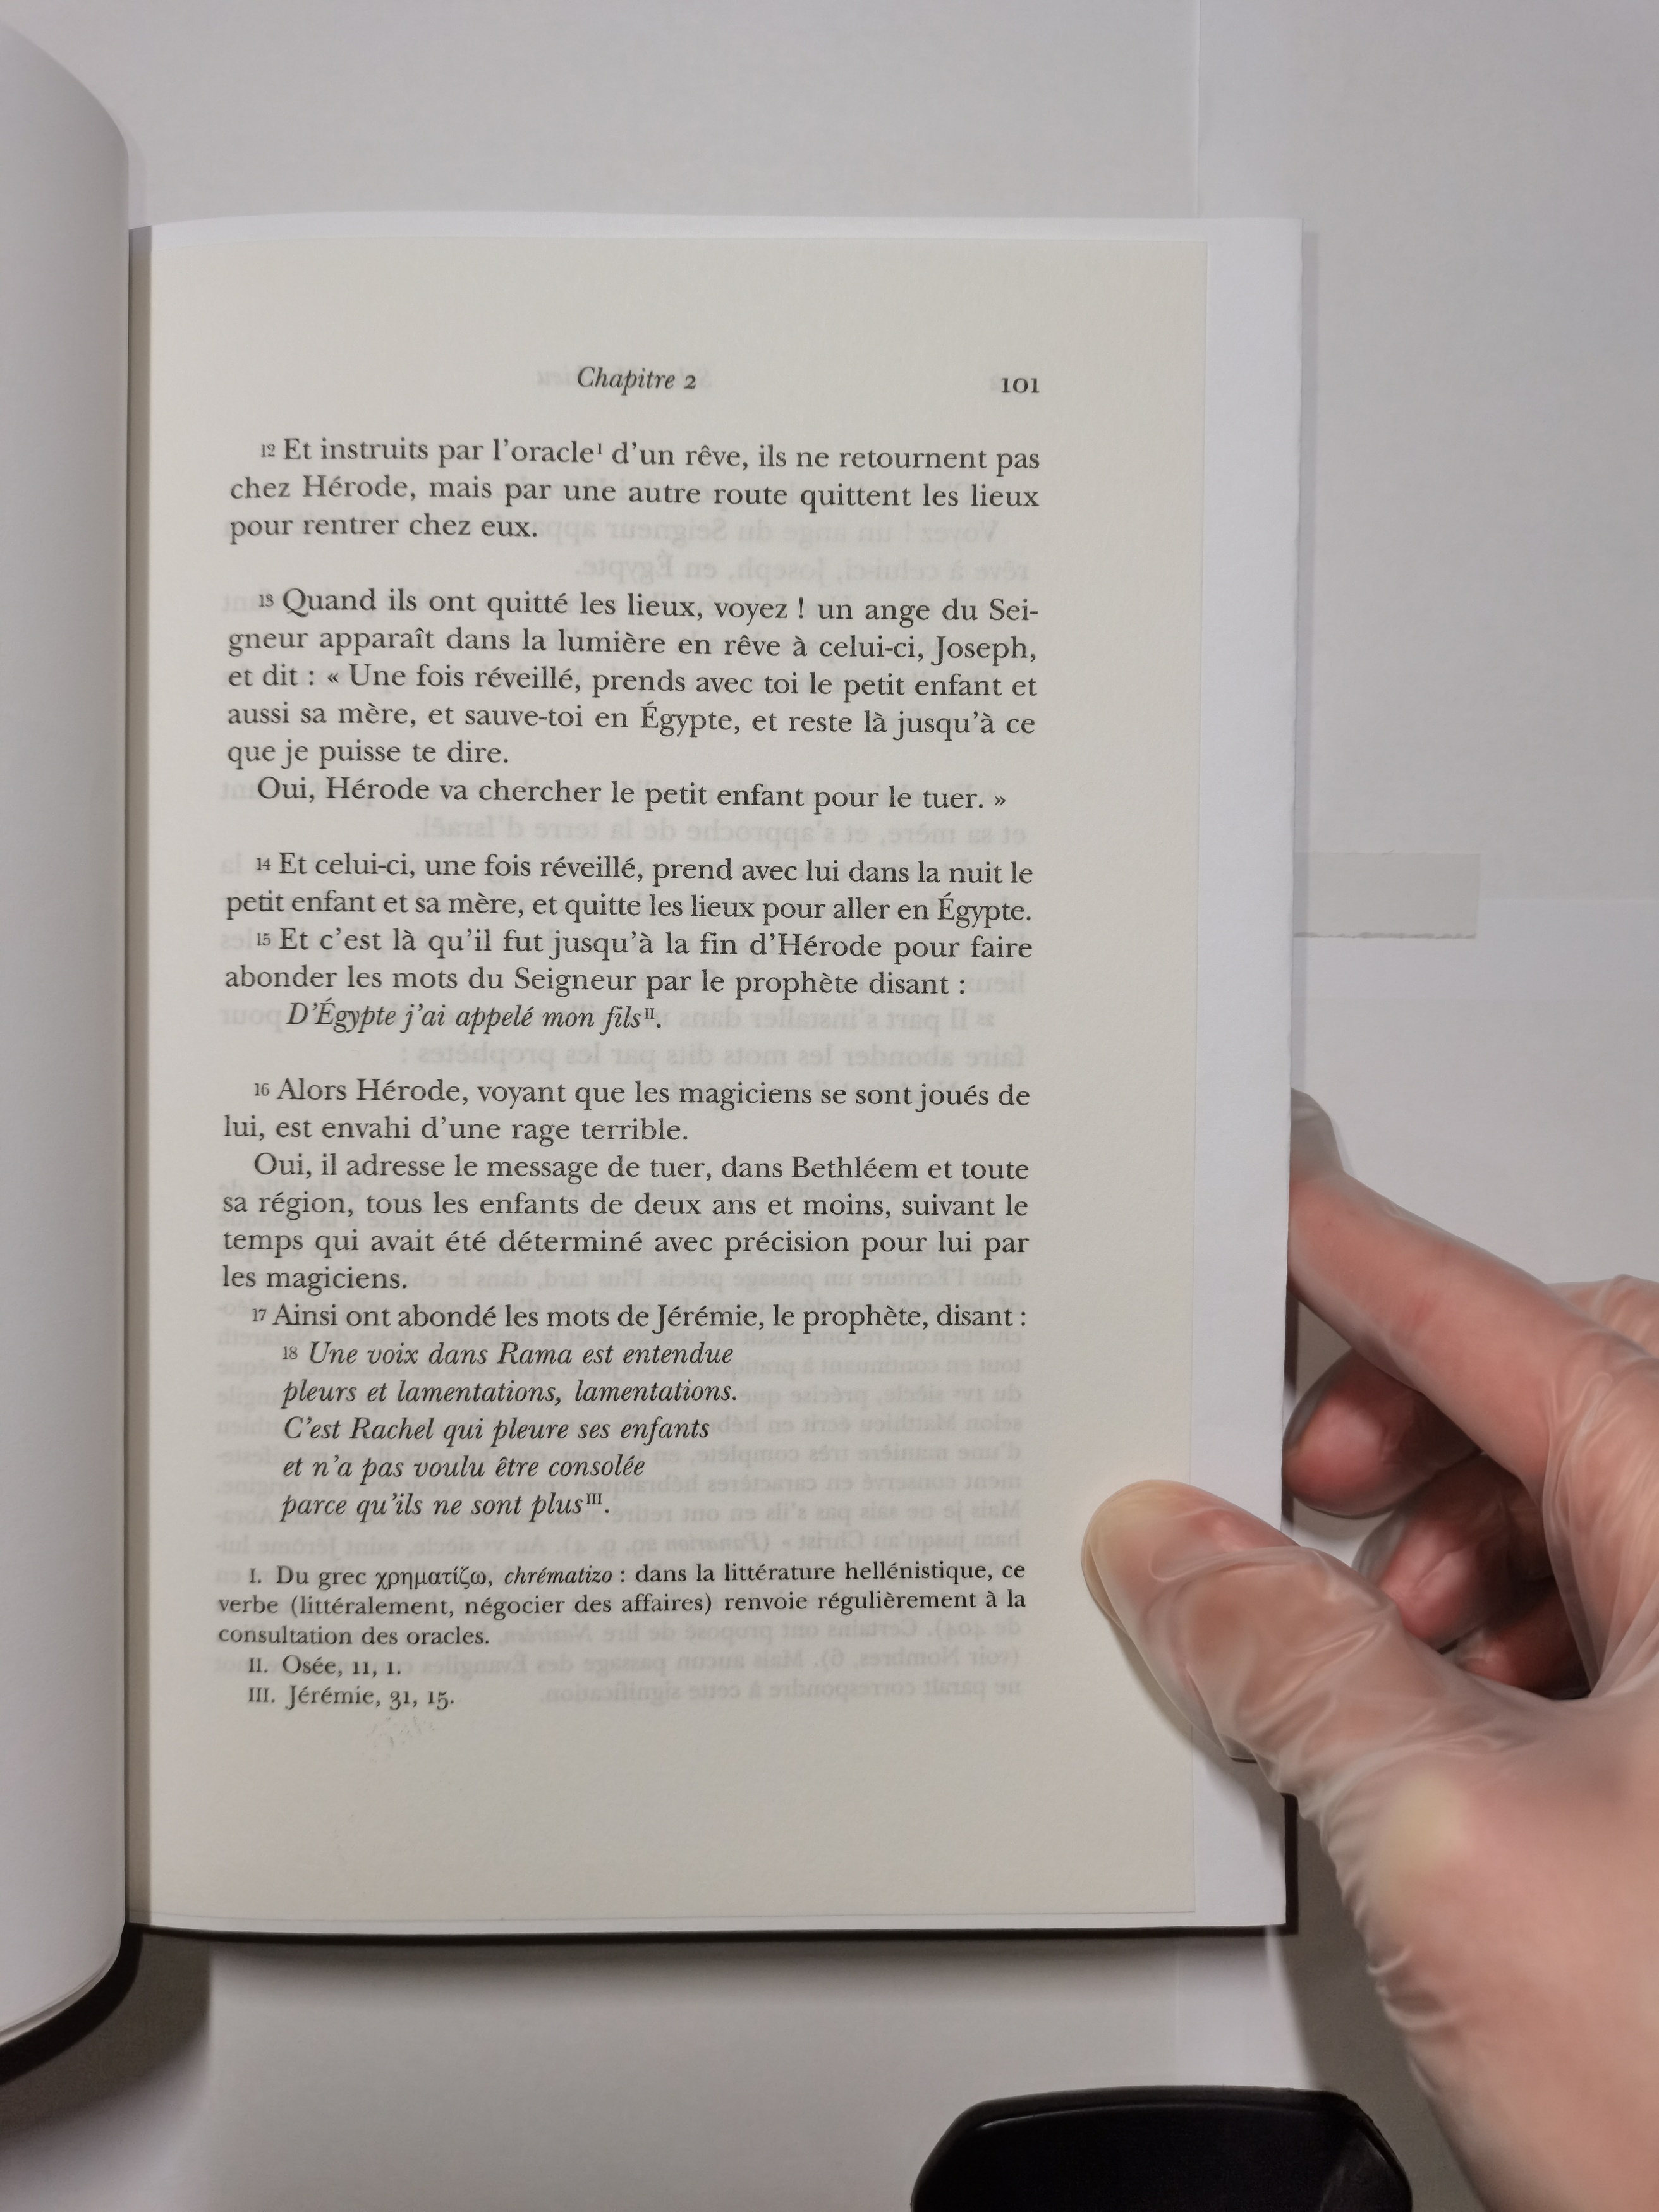 Chapitre 2 101
12 Et instruits par l'oracleI d'un rêve, ils ne retournent pas
chez Hérode, mais par une autre route quittent les lieux
pour rentrer chez eux.
13 Quand ils ont quitté les lieux, voyez ! un ange du Sei-
gneur apparaît dans la lumière en rêve à celui-ci, Joseph,
et dit : « Une fois réveillé, prends avec toi le petit enfant et
aussi sa mère, et sauve-toi en Égypte, et reste là jusqu'à ce
que je puisse te dire.
Oui, Hérode va chercher le petit enfant pour le tuer. »
14 Et celui-ci, une fois réveillé, prend avec lui dans la nuit le
petit enfant et sa mère, et quitte les lieux pour aller en Égypte.
15 Et c'est là qu'il fut jusqu'à la fin d'Hérode pour faire
abonder les mots du Seigneur par le prophète disant :
D'Égypte j'ai appelé mon filsII.
16 Alors Hérode, voyant que les magiciens se sont joués de
lui, est envahi d'une rage terrible.
Oui, il adresse le message de tuer, dans Bethléem et toute
sa région, tous les enfants de deux ans et moins, suivant le
temps qui avait été déterminé avec précision pour lui par
les magiciens.
17 Ainsi ont abondé les mots de Jérémie, le prophète, disant :
18 Une voix dans Rama est entendue
pleurs et lamentations, lamentations.
C'est Rachel qui pleure ses enfants
et n'a pas voulu être consolée
parce qu'ils ne sont plusIII.
I. Du grec χρηματίζω, chrématizo : dans la littérature hellénistique, ce
verbe (littéralement, négocier des affaires) renvoie régulièrement à la
consultation des oracles.
II. Osée, 11, 1.
III. Jérémie, 31, 15.